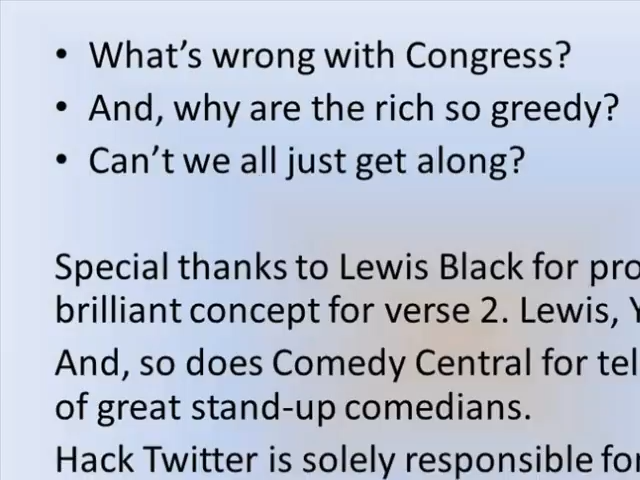 • What's wrong with Congress?
• And, why are the rich so greedy?
• Can't we all just get along?
Special thanks to Lewis Black for pro
brilliant concept for verse 2. Lewis, Y
And, so does Comedy Central for tel
of great stand-up comedians.
Hack Twitter is solely responsible for